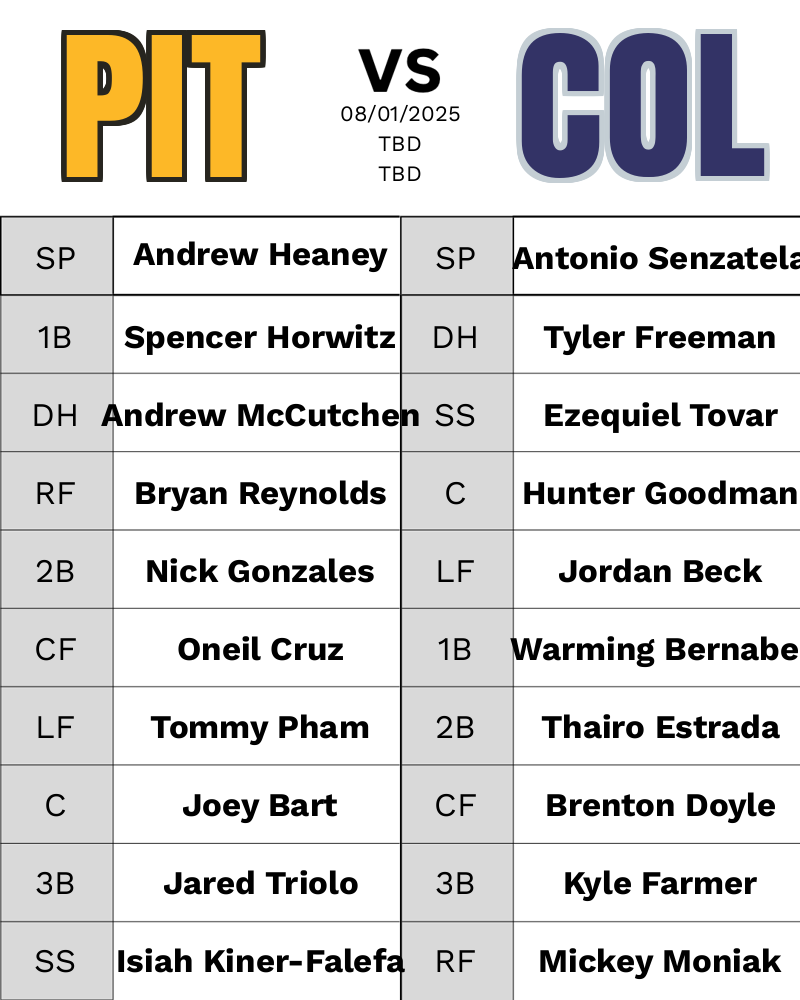 PIT VS COL
08/01/2025
TBD
TBD
SP Andrew Heaney SP Antonio Senzatela
1B Spencer Horwitz DH Tyler Freeman
DH Andrew McCutchen SS Ezequiel Tovar
RF Bryan Reynolds C Hunter Goodman
2B Nick Gonzales LF Jordan Beck
CF Oneil Cruz 1B Warming Bernabe
LF Tommy Pham 2B Thairo Estrada
C Joey Bart CF Brenton Doyle
3B Jared Triolo 3B Kyle Farmer
SS Isiah Kiner-Falefa RF Mickey Moniak